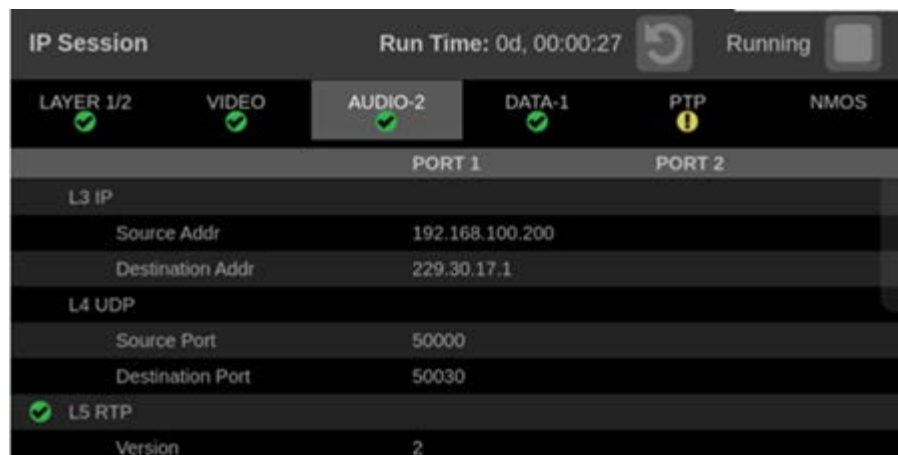 IP Session Run Time: 0d, 00:00:27 Running
LAYER 1/2 VIDEO AUDIO-2 DATA-1 PTP NMOS
PORT 1 PORT 2
L3 IP
Source Addr 192.168.100.200
Destination Addr 229.30.17.1
L4 UDP
Source Port 50000
Destination Port 50030
L5 RTP
Version 2